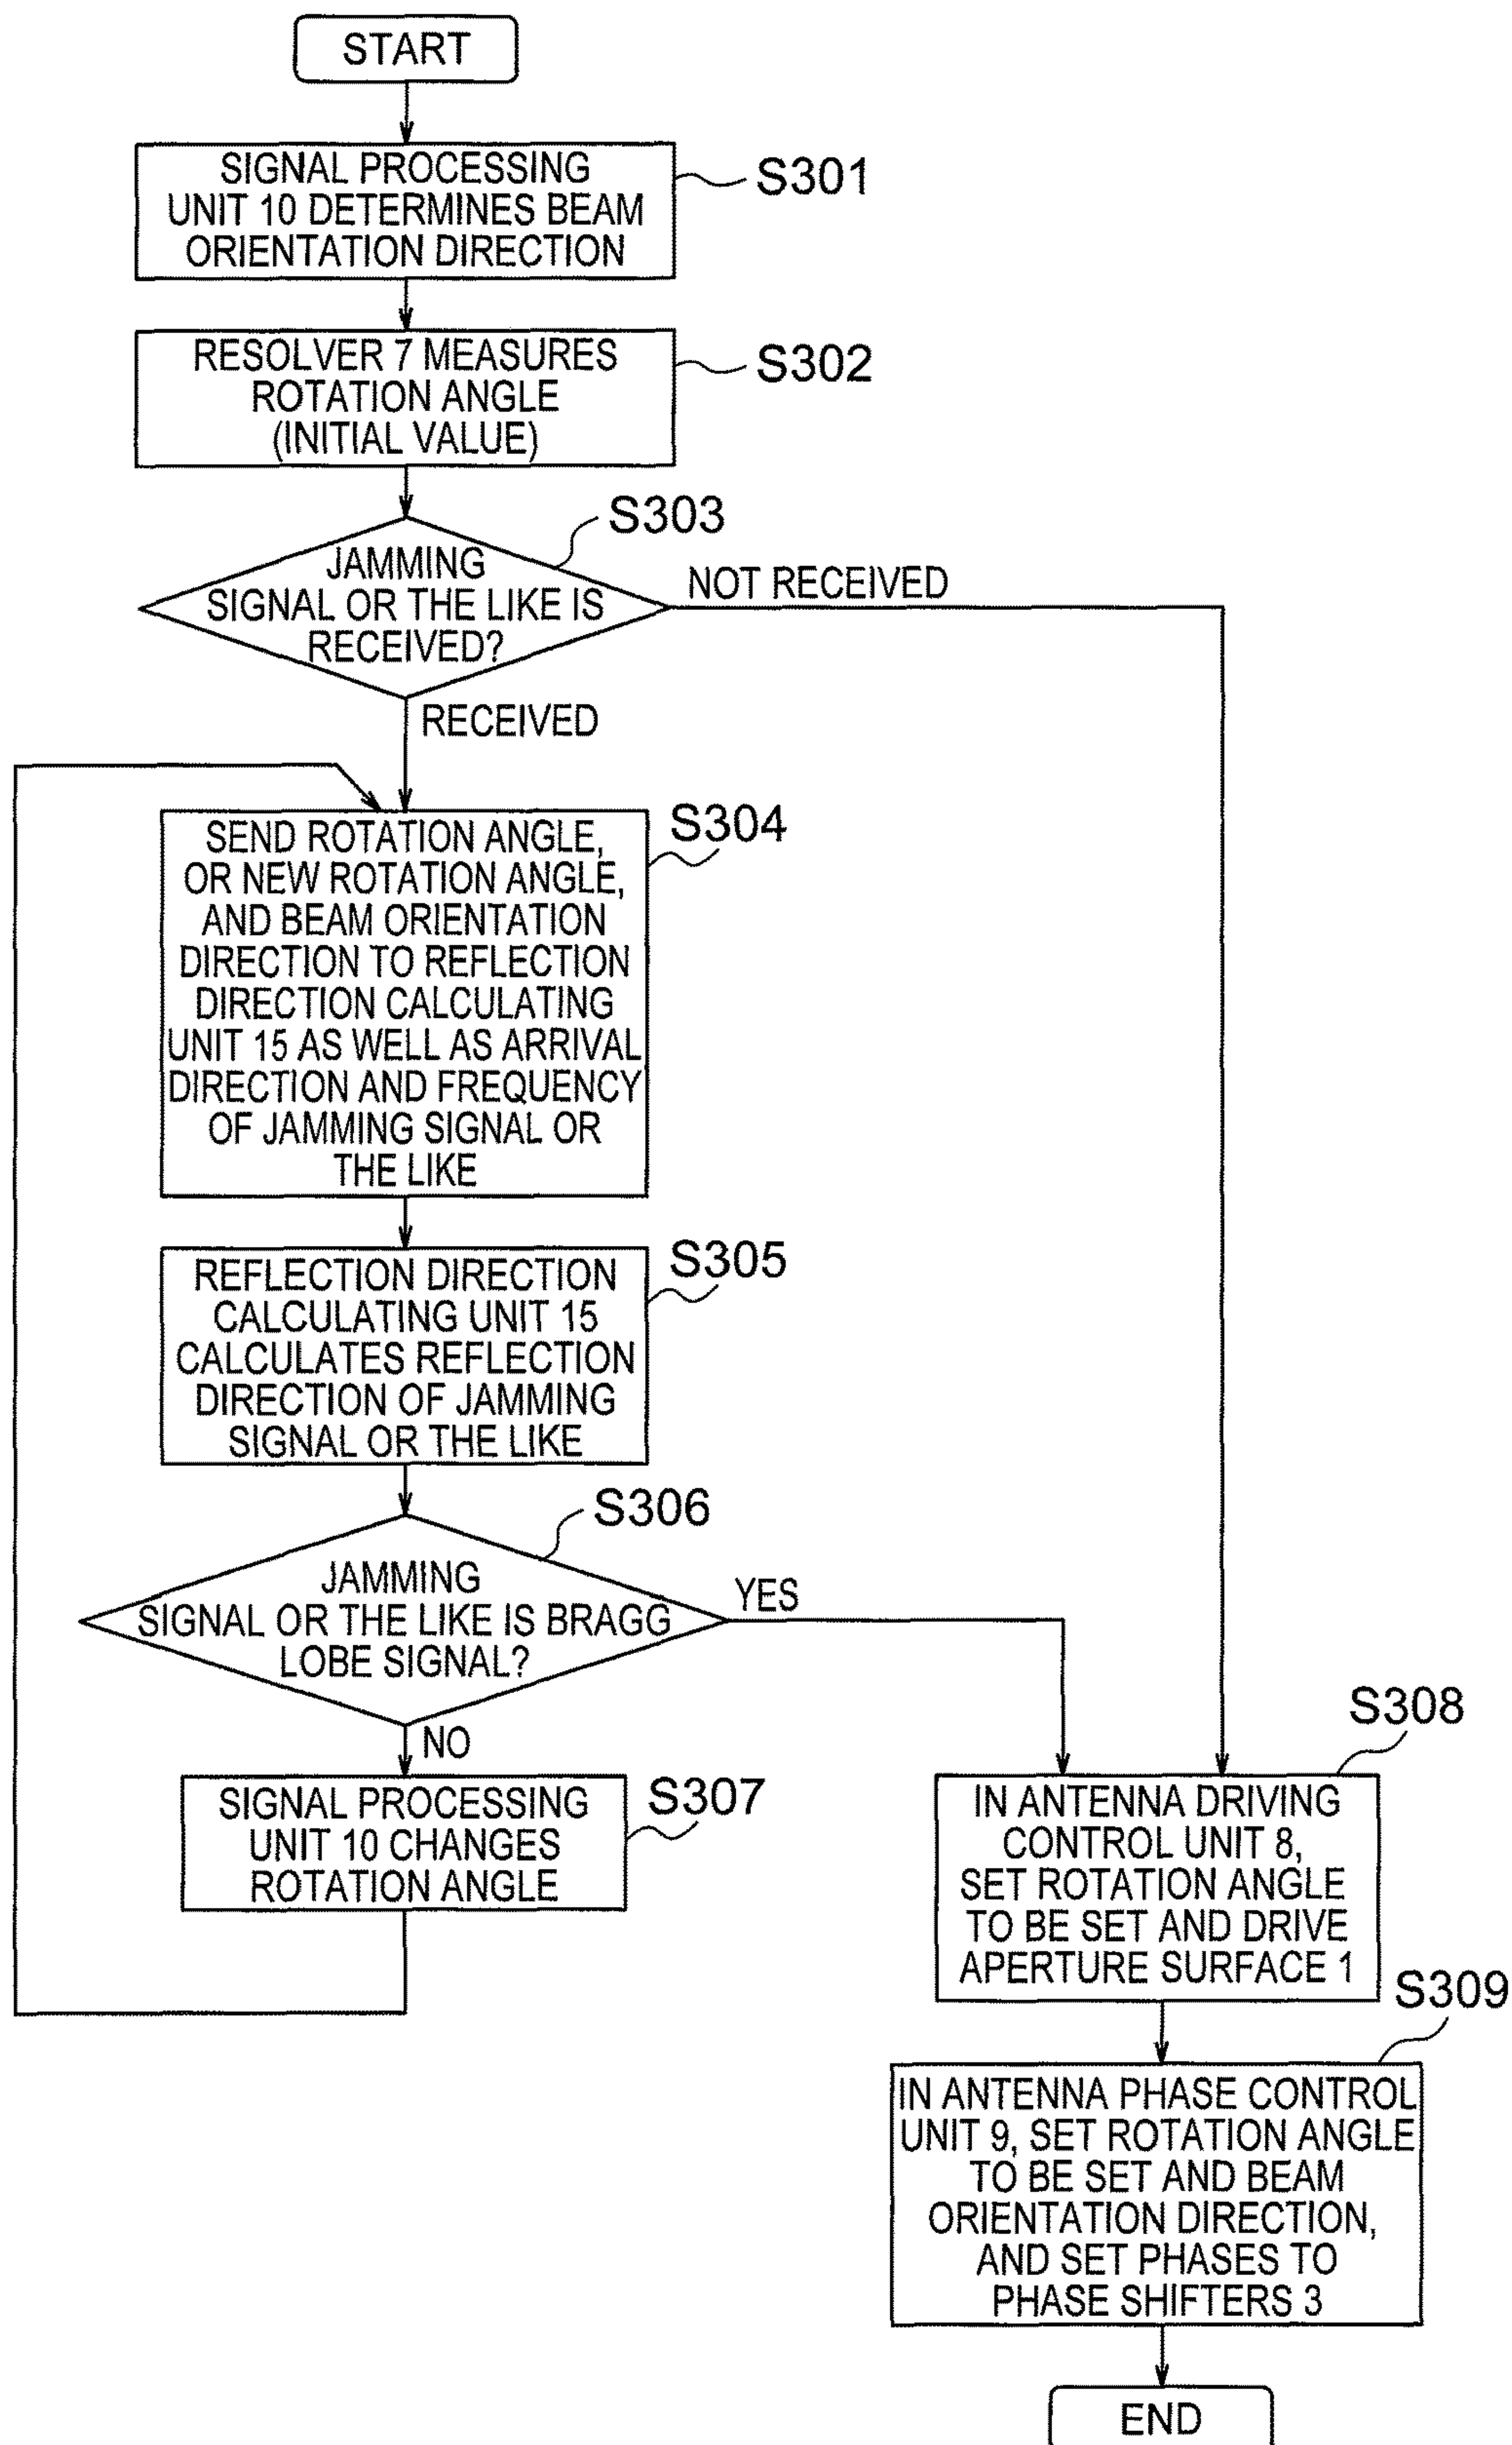 START
SIGNAL PROCESSING
UNIT 10 DETERMINES BEAM
ORIENTATION DIRECTION
S301
RESOLVER 7 MEASURES
ROTATION ANGLE
(INITIAL VALUE)
S302
S303
JAMMING
SIGNAL OR THE LIKE IS
RECEIVED?
NOT RECEIVED
RECEIVED
SEND ROTATION ANGLE,
OR NEW ROTATION ANGLE,
AND BEAM ORIENTATION
DIRECTION TO REFLECTION
DIRECTION CALCULATING
UNIT 15 AS WELL AS ARRIVAL
DIRECTION AND FREQUENCY
OF JAMMING SIGNAL OR
THE LIKE
S304
REFLECTION DIRECTION
CALCULATING UNIT 15
CALCULATES REFLECTION
DIRECTION OF JAMMING
SIGNAL OR THE LIKE
S305
S306
JAMMING
SIGNAL OR THE LIKE IS BRAGG
LOBE SIGNAL?
YES
NO
SIGNAL PROCESSING
UNIT 10 CHANGES
ROTATION ANGLE
S307
S308
IN ANTENNA DRIVING
CONTROL UNIT 8,
SET ROTATION ANGLE
TO BE SET AND DRIVE
APERTURE SURFACE 1
S309
IN ANTENNA PHASE CONTROL
UNIT 9, SET ROTATION ANGLE
TO BE SET AND BEAM
ORIENTATION DIRECTION,
AND SET PHASES TO
PHASE SHIFTERS 3
END